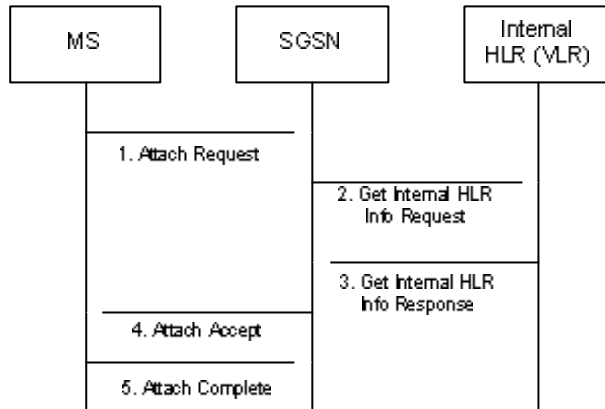 MS
SGSN
Internal
HLR (VLR)
1. Attach Request
2. Get Internal HLR
Info Request
3. Get Internal HLR
Info Response
4. Attach Accept
5. Attach Complete